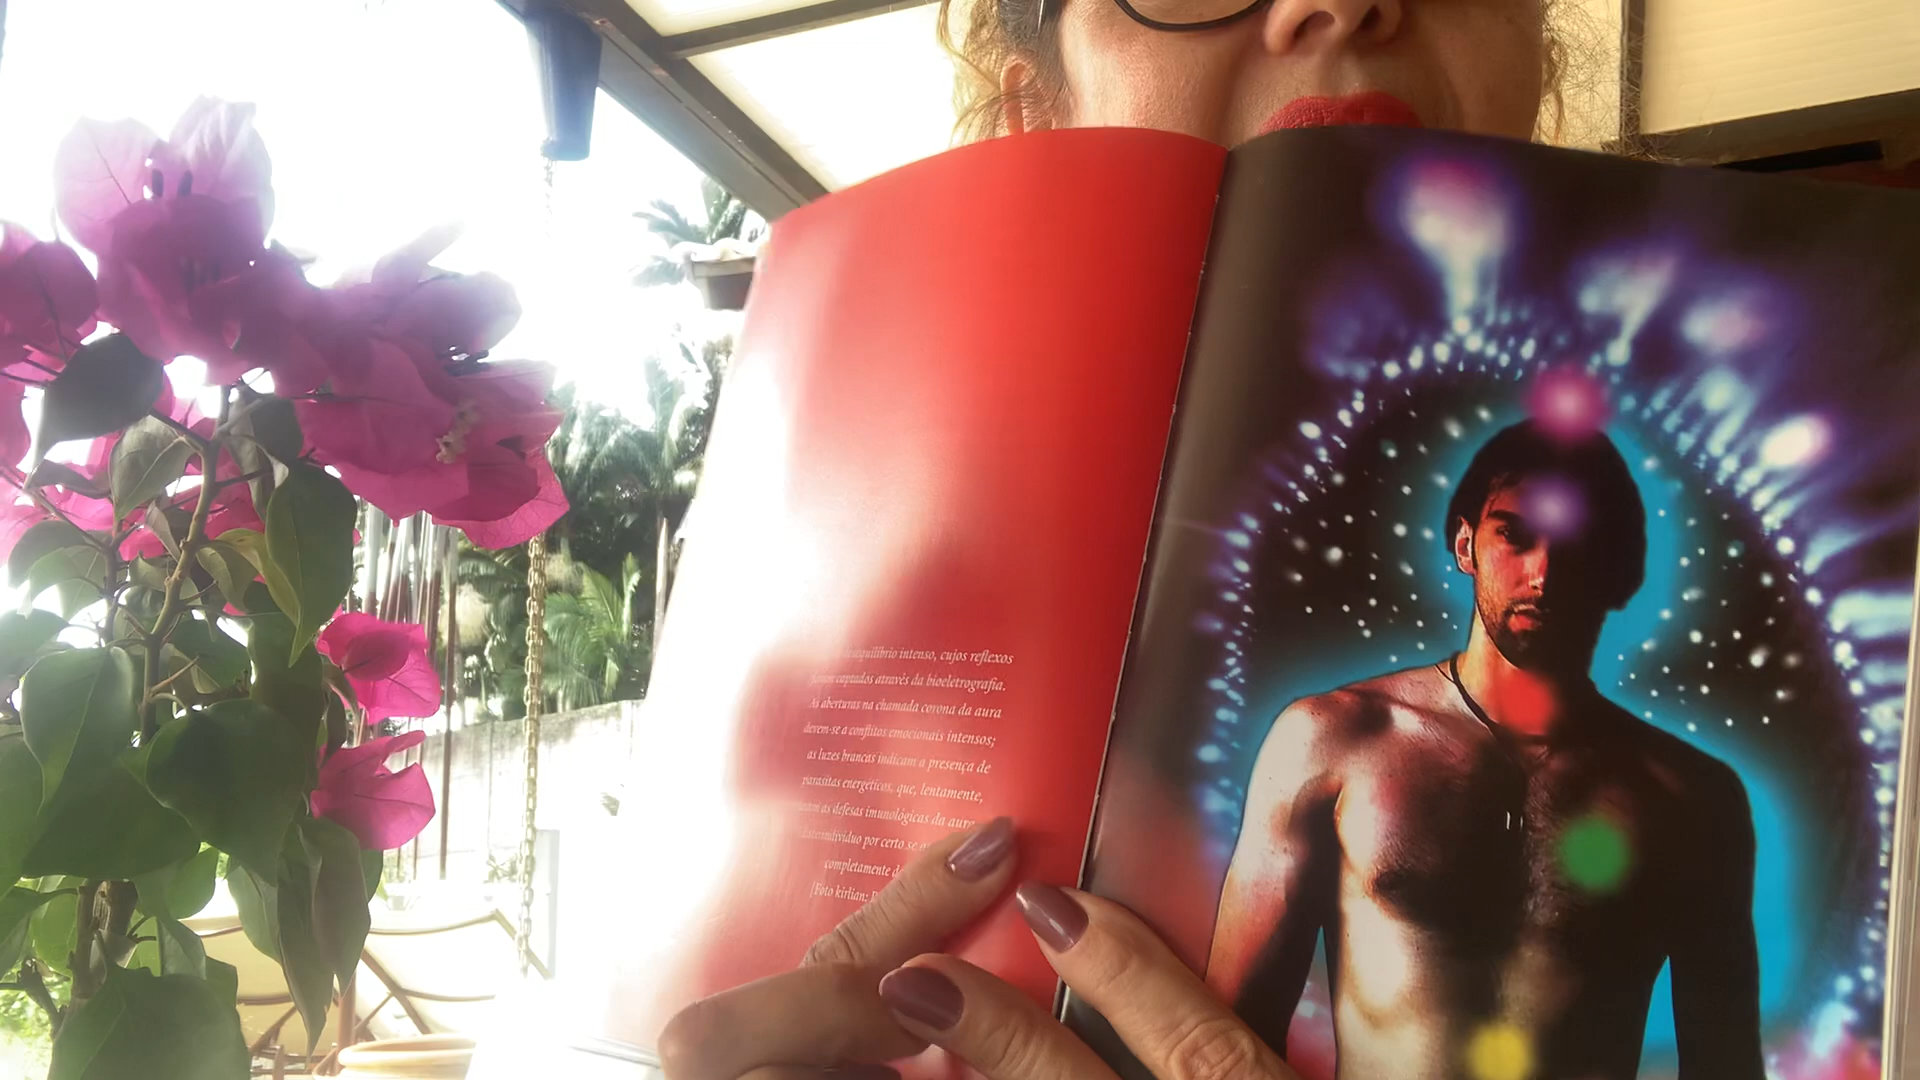 desequilíbrio intenso, cujos reflexos
foram captados através da bioeletrografia.
As aberturas na chamada corona da aura
devem-se a conflitos emocionais intensos;
as luzes brancas indicam a presença de
parasitas energéticos, que, lentamente,
as defesas imunológicas da aura
indivíduo por certo se
completamente
[Foto kirlian: